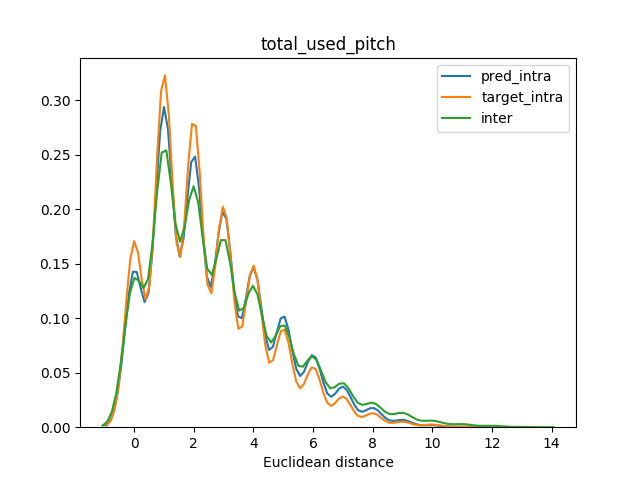 total_used_pitch
pred_intra
target_intra
inter
0.30
0.25
0.20
0.15
0.10
0.05
0.00
0 2 4 6 8 10 12 14
Euclidean distance